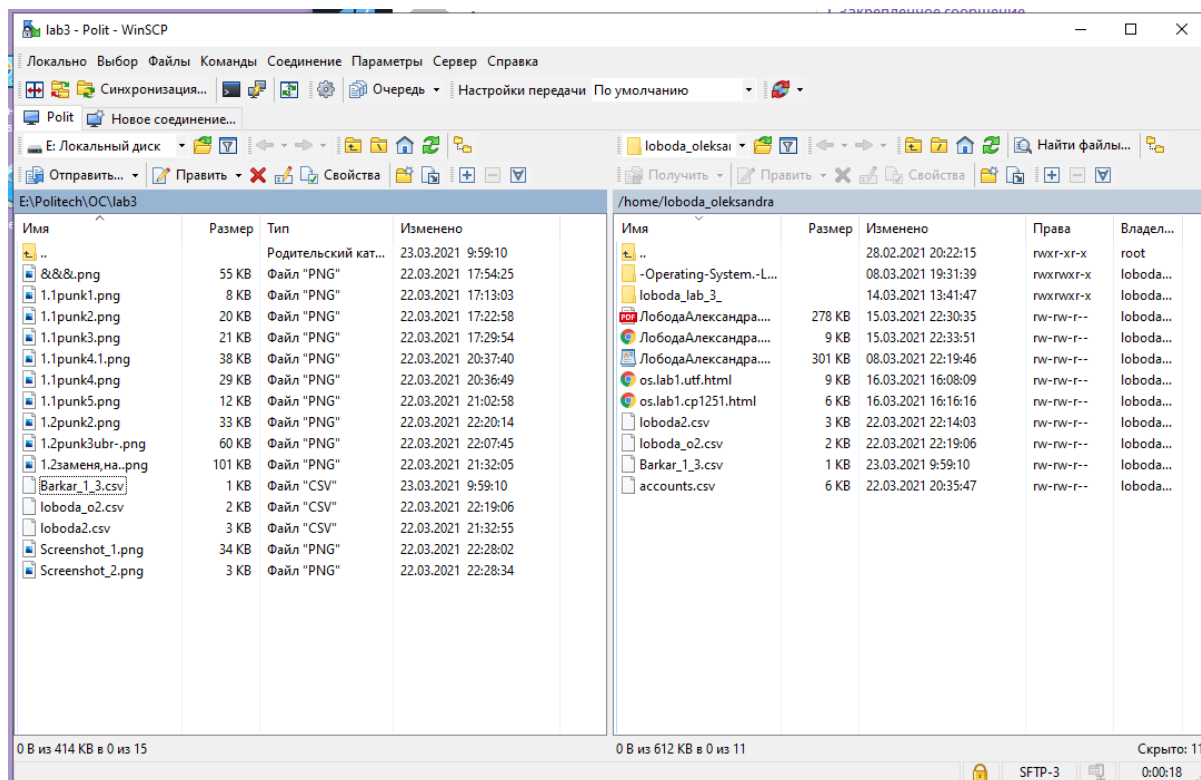 lab3 - Polit - WinSCP
Локально Выбор Файлы Команды Соединение Параметры Сервер Справка
Синхронизация... Очередь Настройки передачи По умолчанию
Polit Новое соединение...
E: Локальный диск
Отправить... Править Свойства
E:\Politech\OC\lab3
Имя Размер Тип Изменено
.. Родительский кат... 23.03.2021 9:59:10
&&&.png 55 KB Файл "PNG" 22.03.2021 17:54:25
1.1punk1.png 8 KB Файл "PNG" 22.03.2021 17:13:03
1.1punk2.png 20 KB Файл "PNG" 22.03.2021 17:22:58
1.1punk3.png 21 KB Файл "PNG" 22.03.2021 17:29:54
1.1punk4.1.png 38 KB Файл "PNG" 22.03.2021 20:37:40
1.1punk4.png 29 KB Файл "PNG" 22.03.2021 20:36:49
1.1punk5.png 12 KB Файл "PNG" 22.03.2021 21:02:58
1.2punk2.png 33 KB Файл "PNG" 22.03.2021 22:20:14
1.2punk3ubr-.png 60 KB Файл "PNG" 22.03.2021 22:07:45
1.2заменя,на..png 101 KB Файл "PNG" 22.03.2021 21:32:05
Barkar_1_3.csv 1 KB Файл "CSV" 23.03.2021 9:59:10
loboda_o2.csv 2 KB Файл "CSV" 22.03.2021 22:19:06
loboda2.csv 3 KB Файл "CSV" 22.03.2021 21:32:55
Screenshot_1.png 34 KB Файл "PNG" 22.03.2021 22:28:02
Screenshot_2.png 3 KB Файл "PNG" 22.03.2021 22:28:34
0 B из 414 KB в 0 из 15
loboda_oleksa Найти файлы...
Получить Править Свойства
/home/loboda_oleksandra
Имя Размер Изменено Права Владел...
.. 28.02.2021 20:22:15 rwxr-xr-x root
-Operating-System.-L... 08.03.2021 19:31:39 rwxrwxr-x loboda...
loboda_lab_3_ 14.03.2021 13:41:47 rwxrwxr-x loboda...
PDF ЛободаАлександра.... 278 KB 15.03.2021 22:30:35 rw-rw-r-- loboda...
ЛободаАлександра.... 9 KB 15.03.2021 22:33:51 rw-rw-r-- loboda...
ЛободаАлександра.... 301 KB 08.03.2021 22:19:46 rw-rw-r-- loboda...
os.lab1.utf.html 9 KB 16.03.2021 16:08:09 rw-rw-r-- loboda...
os.lab1.cp1251.html 6 KB 16.03.2021 16:16:16 rw-rw-r-- loboda...
loboda2.csv 3 KB 22.03.2021 22:14:03 rw-rw-r-- loboda...
loboda_o2.csv 2 KB 22.03.2021 22:19:06 rw-rw-r-- loboda...
Barkar_1_3.csv 1 KB 23.03.2021 9:59:10 rw-rw-r-- loboda...
accounts.csv 6 KB 22.03.2021 20:35:47 rw-rw-r-- loboda...
0 B из 612 KB в 0 из 11
Скрыто: 11
SFTP-3 0:00:18